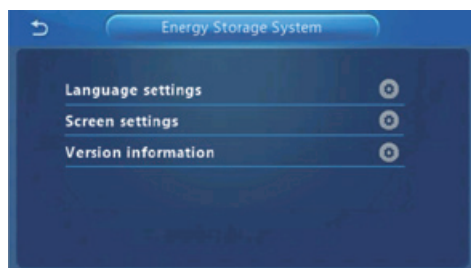 Energy Storage System
Language settings
Screen settings
Version information